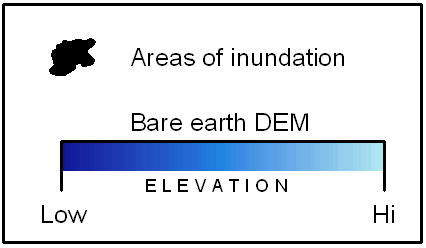 Areas of inundation
Bare earth DEM
ELEVATION
Low Hi